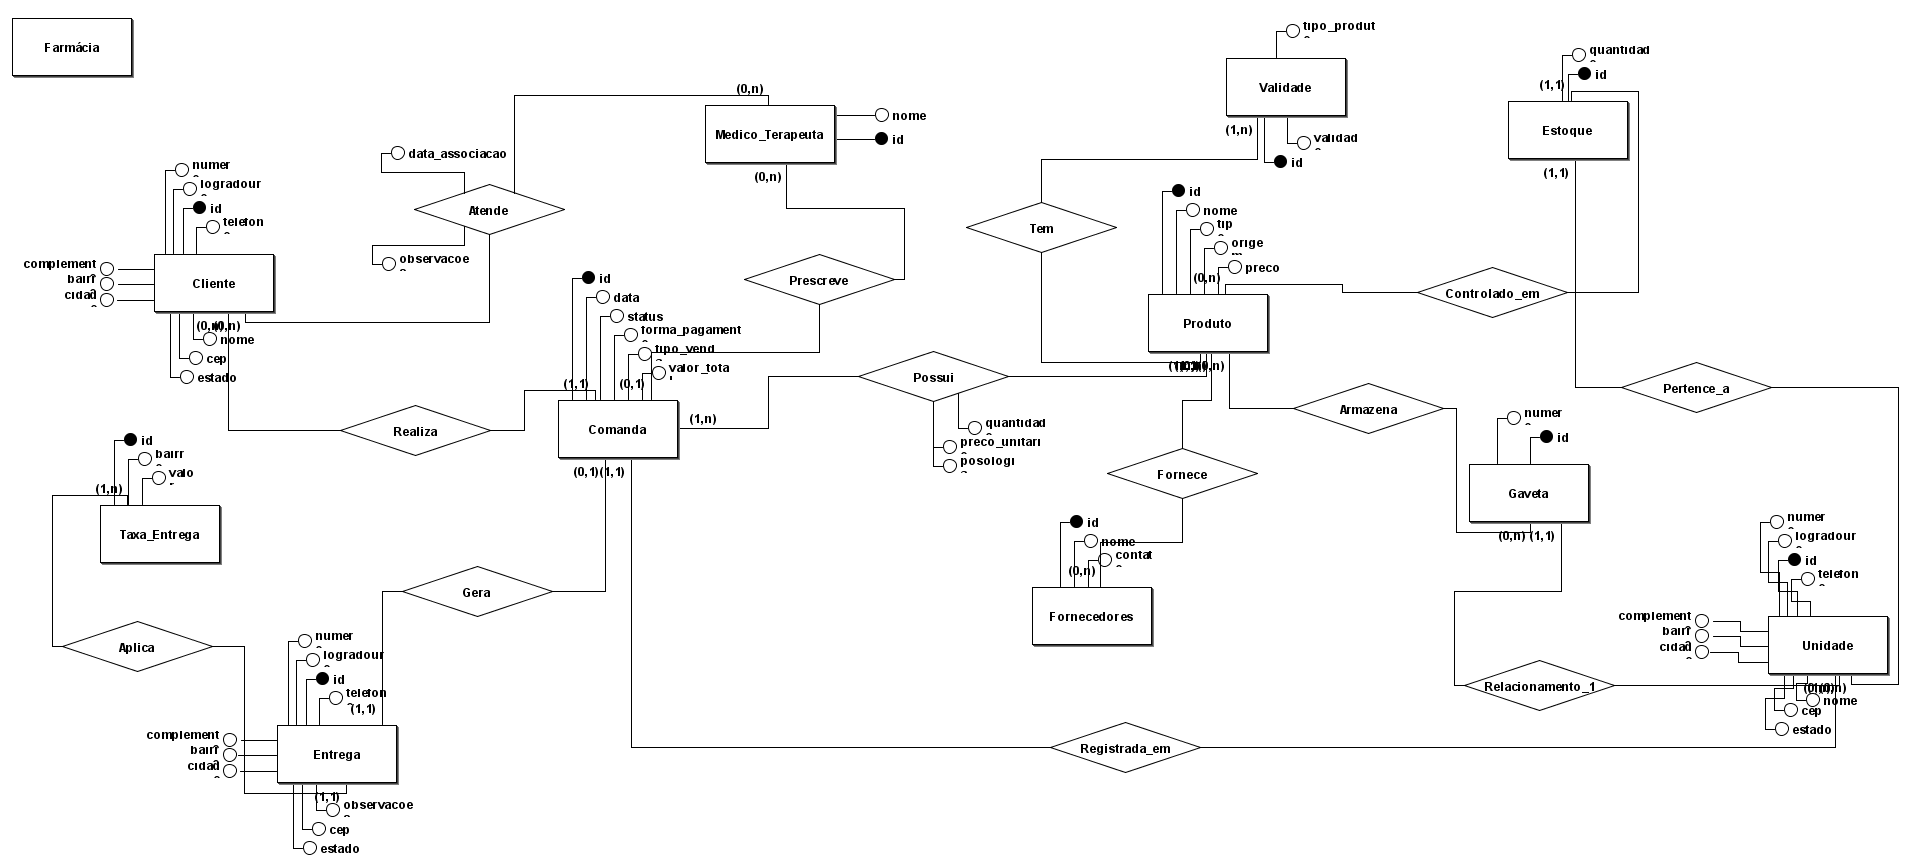 Farmácia
tipo_produt
Validade
(1,n)
validad
id
quantidad
id
(1,1)
Estoque
(1,1)
(0,n)
Medico_Terapeuta
nome
id
(0,n)
data_associacao
Atende
observacoe
numer
logradour
id
telefon
complement
bairr
cidad
Cliente
(0,n)
(0,n)
nome
cep
estado
Prescreve
Tem
id
nome
tip
orige
preco
(0,n)
Produto
(0,n)
Controlado_em
id
data
status
forma_pagament
tipo_vend
valor_tota
(1,1)
(0,1)
Comanda
(1,n)
(0,1)
(1,1)
Possui
quantidad
preco_unitari
posologi
Realiza
Armazena
Pertence_a
numer
id
Gaveta
(0,n)
(1,1)
Fornece
id
nome
contat
(0,n)
Fornecedores
id
bairr
valo
(1,n)
Taxa_Entrega
Gera
Aplica
numer
logradour
id
telefon
(1,1)
complement
bairr
cidad
Entrega
(1,1)
observacoe
cep
estado
numer
logradour
id
telefon
complement
bairr
cidad
Unidade
(0,n)
nome
cep
estado
Relacionamento_1
Registrada_em